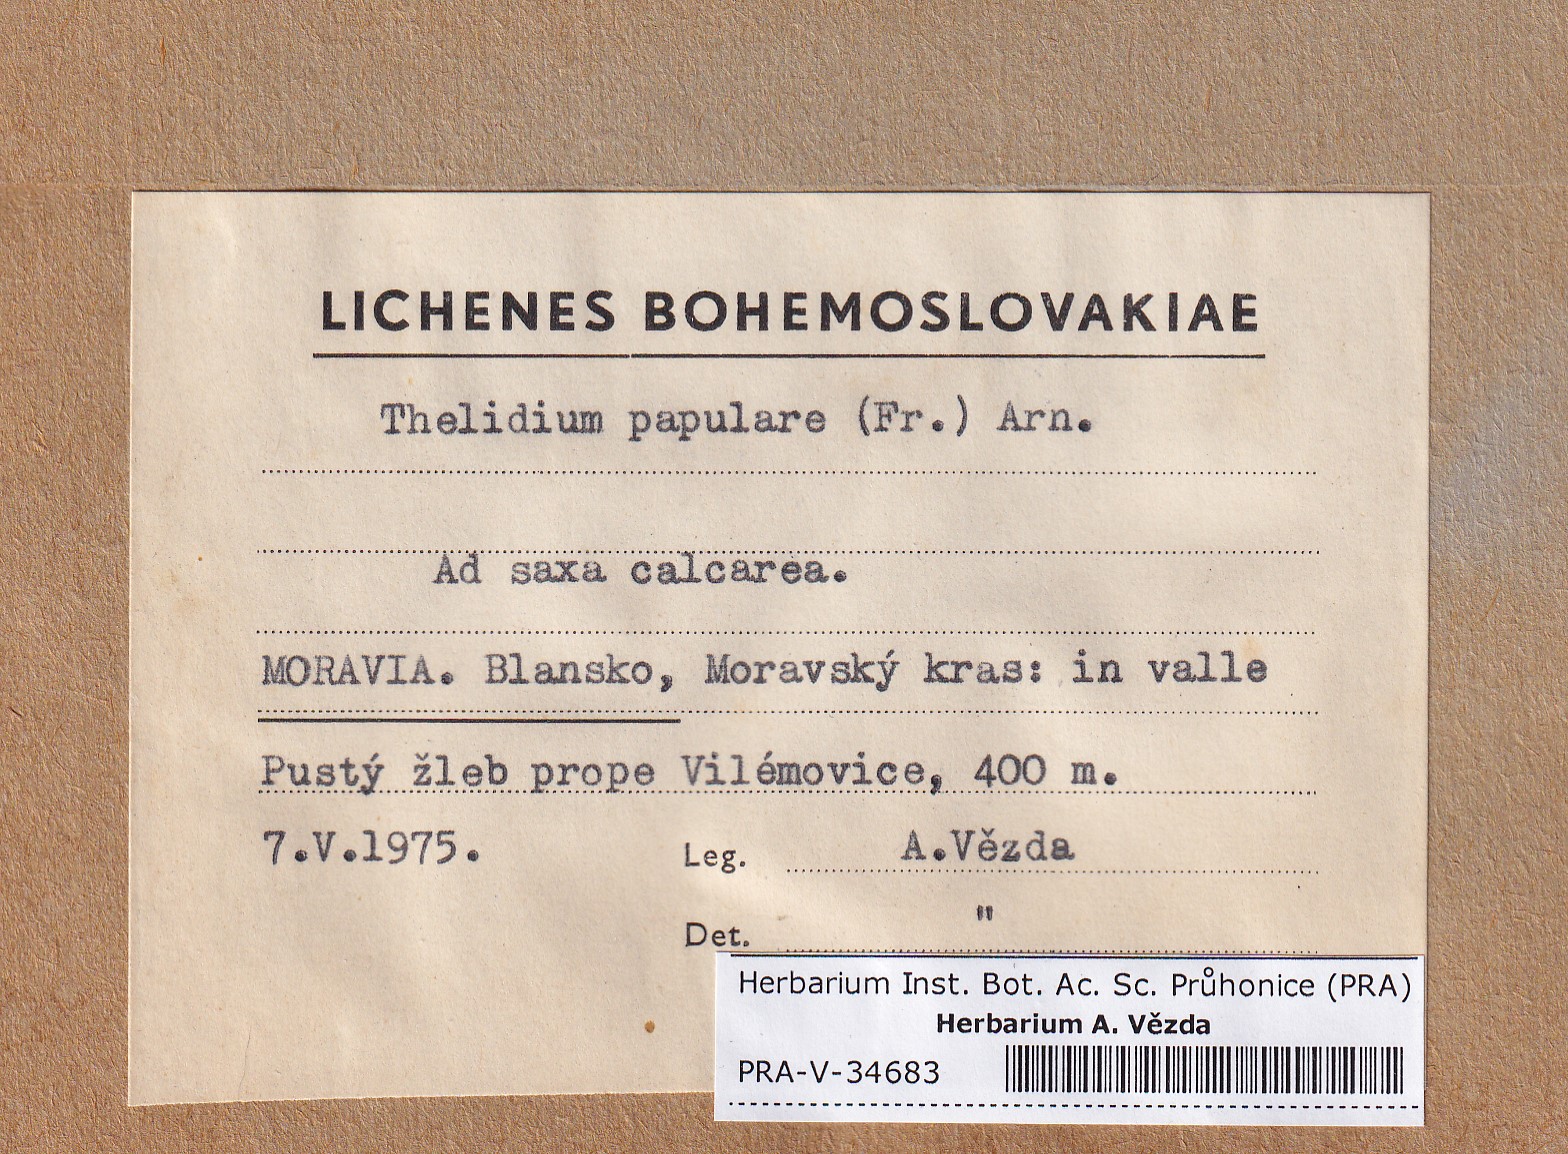 LICHENES BOHEMOSLOVAKIAE
Thelidium papulare (Fr.) Arn.
Ad saxa calcarea.
MORAVIA. Blansko, Moravský kras: in valle
Pustý žleb prope Vilémovice, 400 m.
7.V.1975. Leg. A.Vězda
Det. "
Herbarium Inst. Bot. Ac. Sc. Průhonice (PRA)
Herbarium A. Vězda
PRA-V-34683